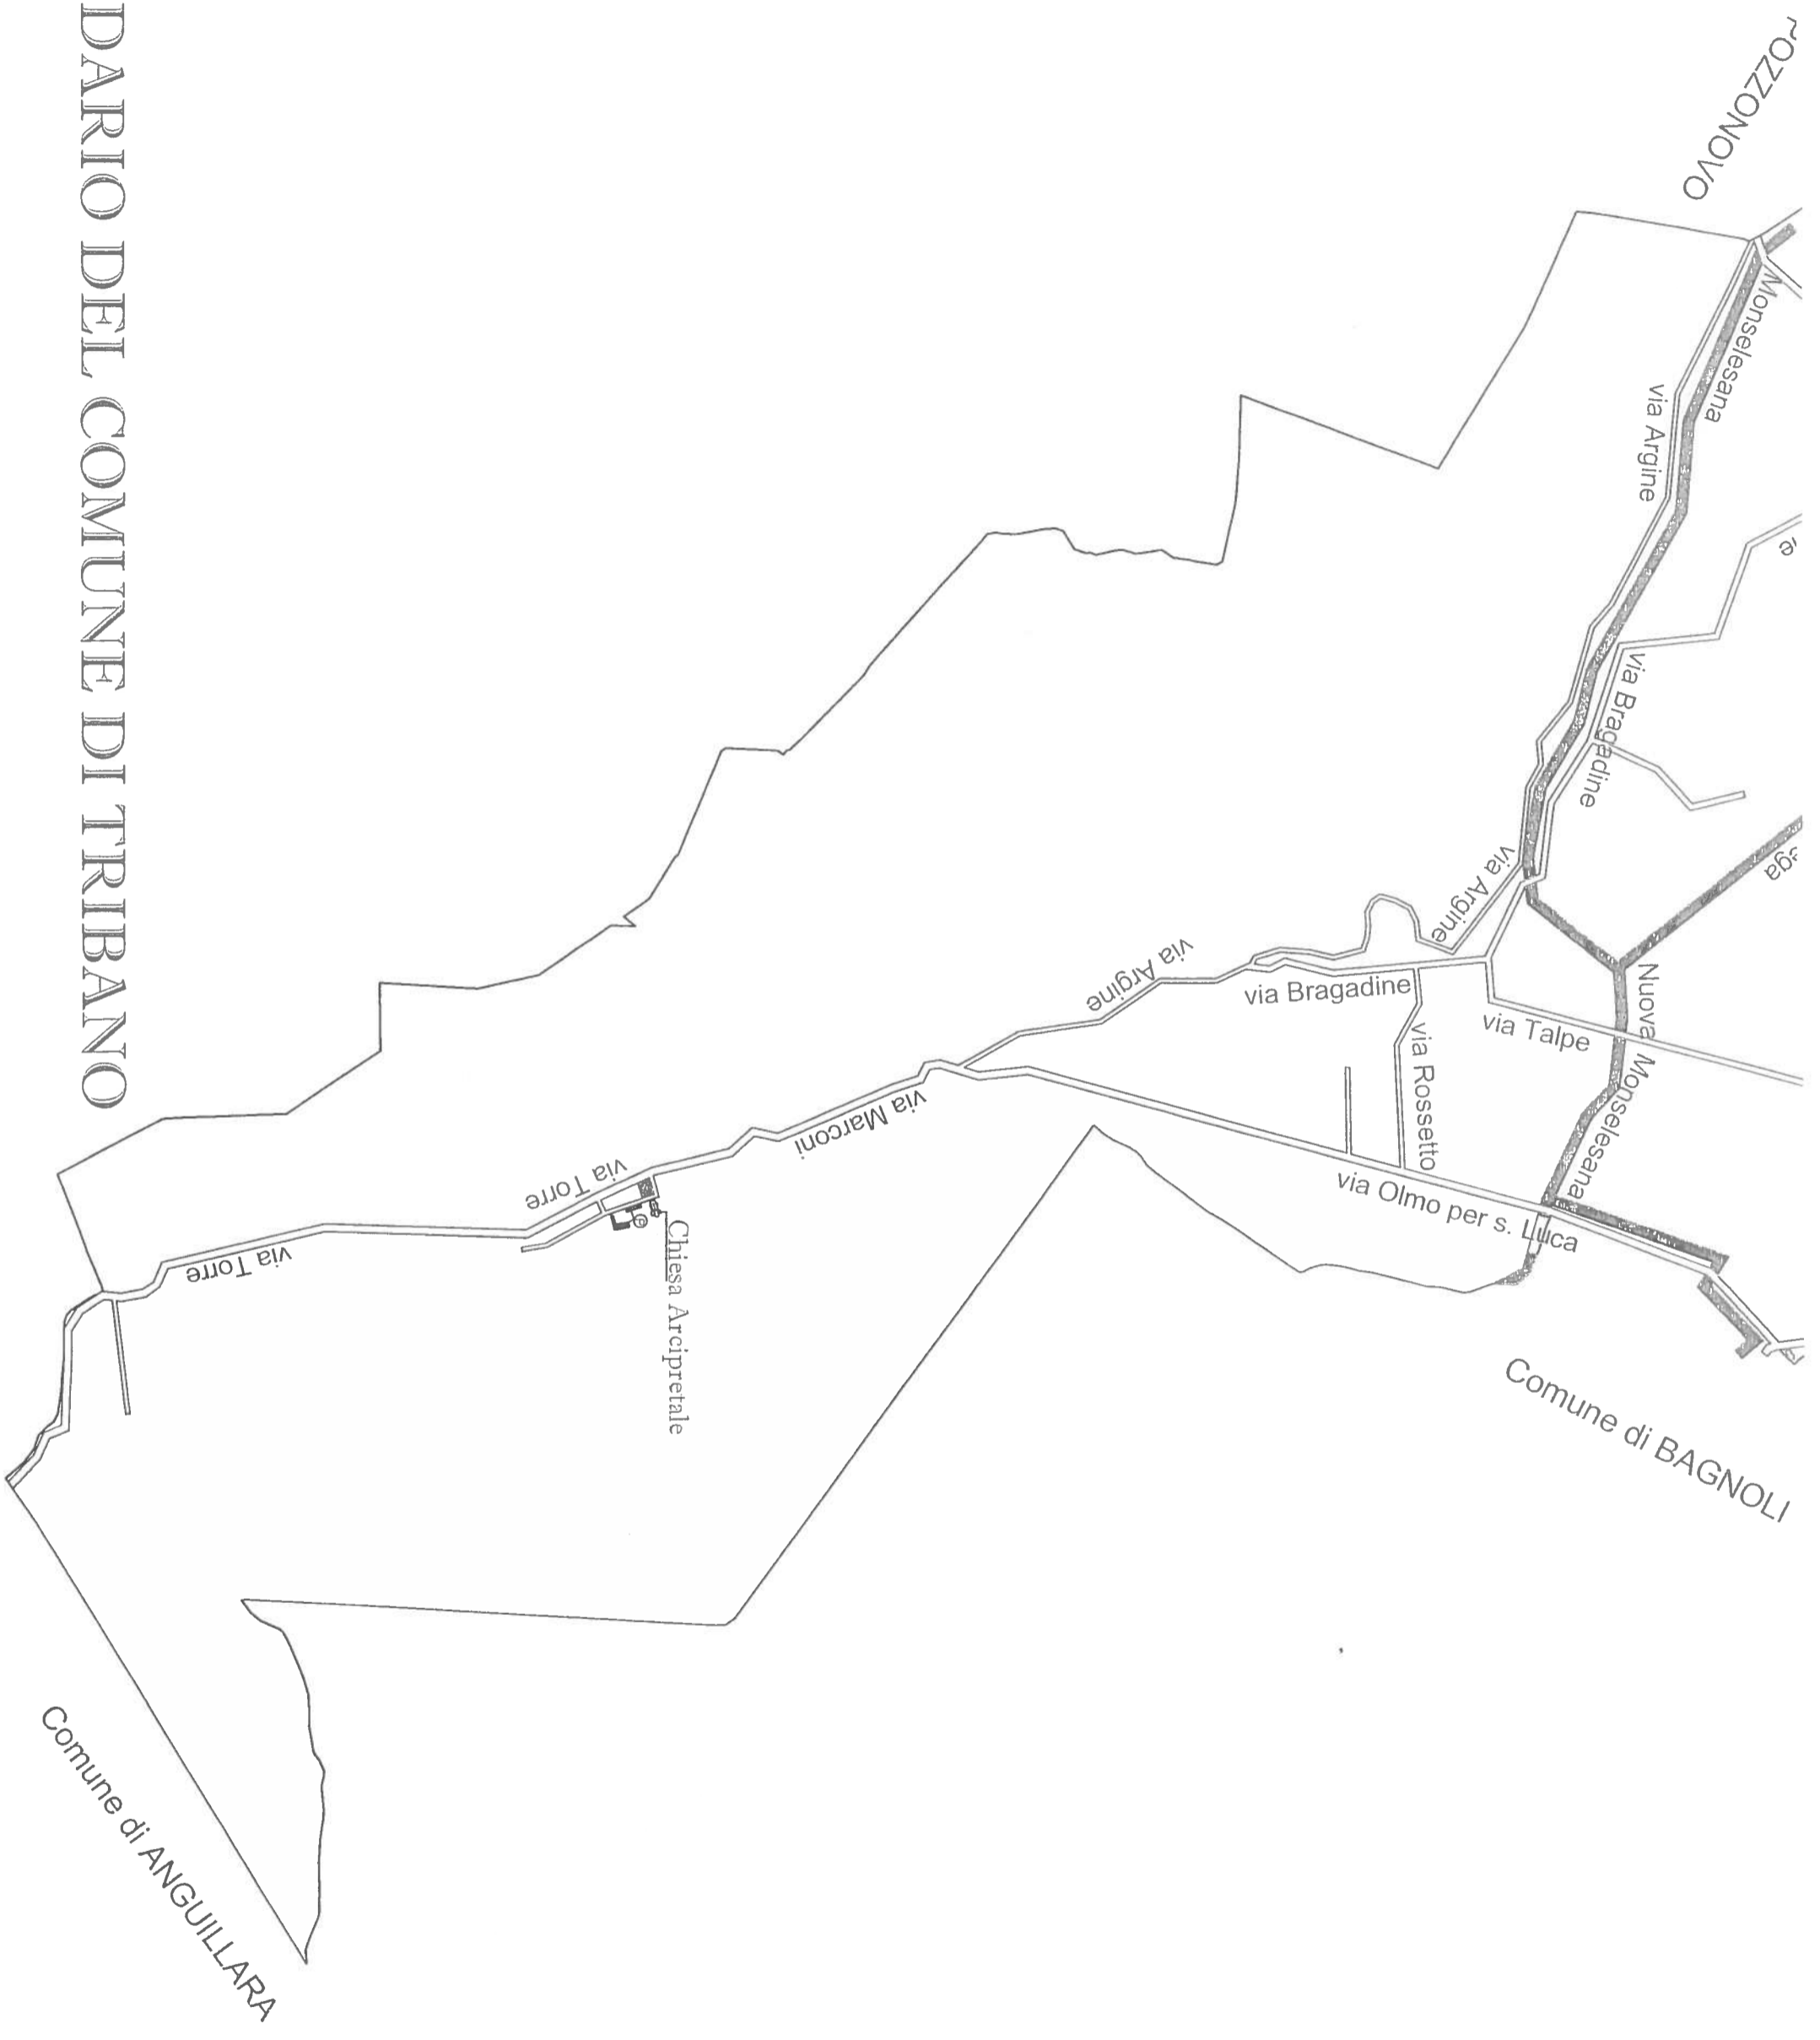 DARIO DEL COMUNE DI TRIBANO
POZZONOVO
Monselesana
via Argine
via Bragadine
via Argine
ega
Nuova Monselesana
via Argine
via Bragadine
via Talpe
via Rossetto
via Marconi
via Olmo per s. Luca
via Torre
via Torre
Chiesa Arcipretale
Comune di BAGNOLI
Comune di ANGUILLARA